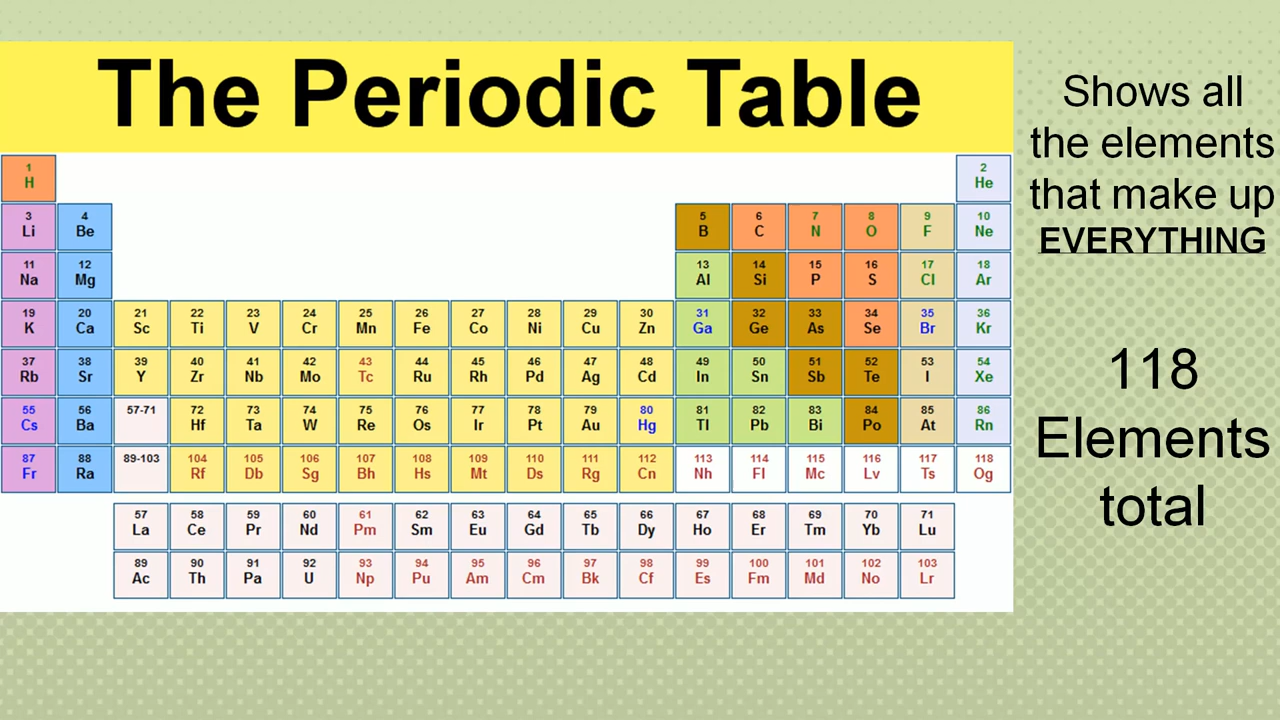 The Periodic Table
Shows all
the elements
that make up
EVERYTHING
118
Elements
total
1 2
H He
3 4 5 6 7 8 9 10
Li Be B C N O F Ne
11 12 13 14 15 16 17 18
Na Mg Al Si P S Cl Ar
19 20 21 22 23 24 25 26 27 28 29 30 31 32 33 34 35 36
K Ca Sc Ti V Cr Mn Fe Co Ni Cu Zn Ga Ge As Se Br Kr
37 38 39 40 41 42 43 44 45 46 47 48 49 50 51 52 53 54
Rb Sr Y Zr Nb Mo Tc Ru Rh Pd Ag Cd In Sn Sb Te I Xe
55 56 57-71 72 73 74 75 76 77 78 79 80 81 82 83 84 85 86
Cs Ba Hf Ta W Re Os Ir Pt Au Hg Tl Pb Bi Po At Rn
87 88 89-103 104 105 106 107 108 109 110 111 112 113 114 115 116 117 118
Fr Ra Rf Db Sg Bh Hs Mt Ds Rg Cn Nh Fl Mc Lv Ts Og
57 58 59 60 61 62 63 64 65 66 67 68 69 70 71
La Ce Pr Nd Pm Sm Eu Gd Tb Dy Ho Er Tm Yb Lu
89 90 91 92 93 94 95 96 97 98 99 100 101 102 103
Ac Th Pa U Np Pu Am Cm Bk Cf Es Fm Md No Lr